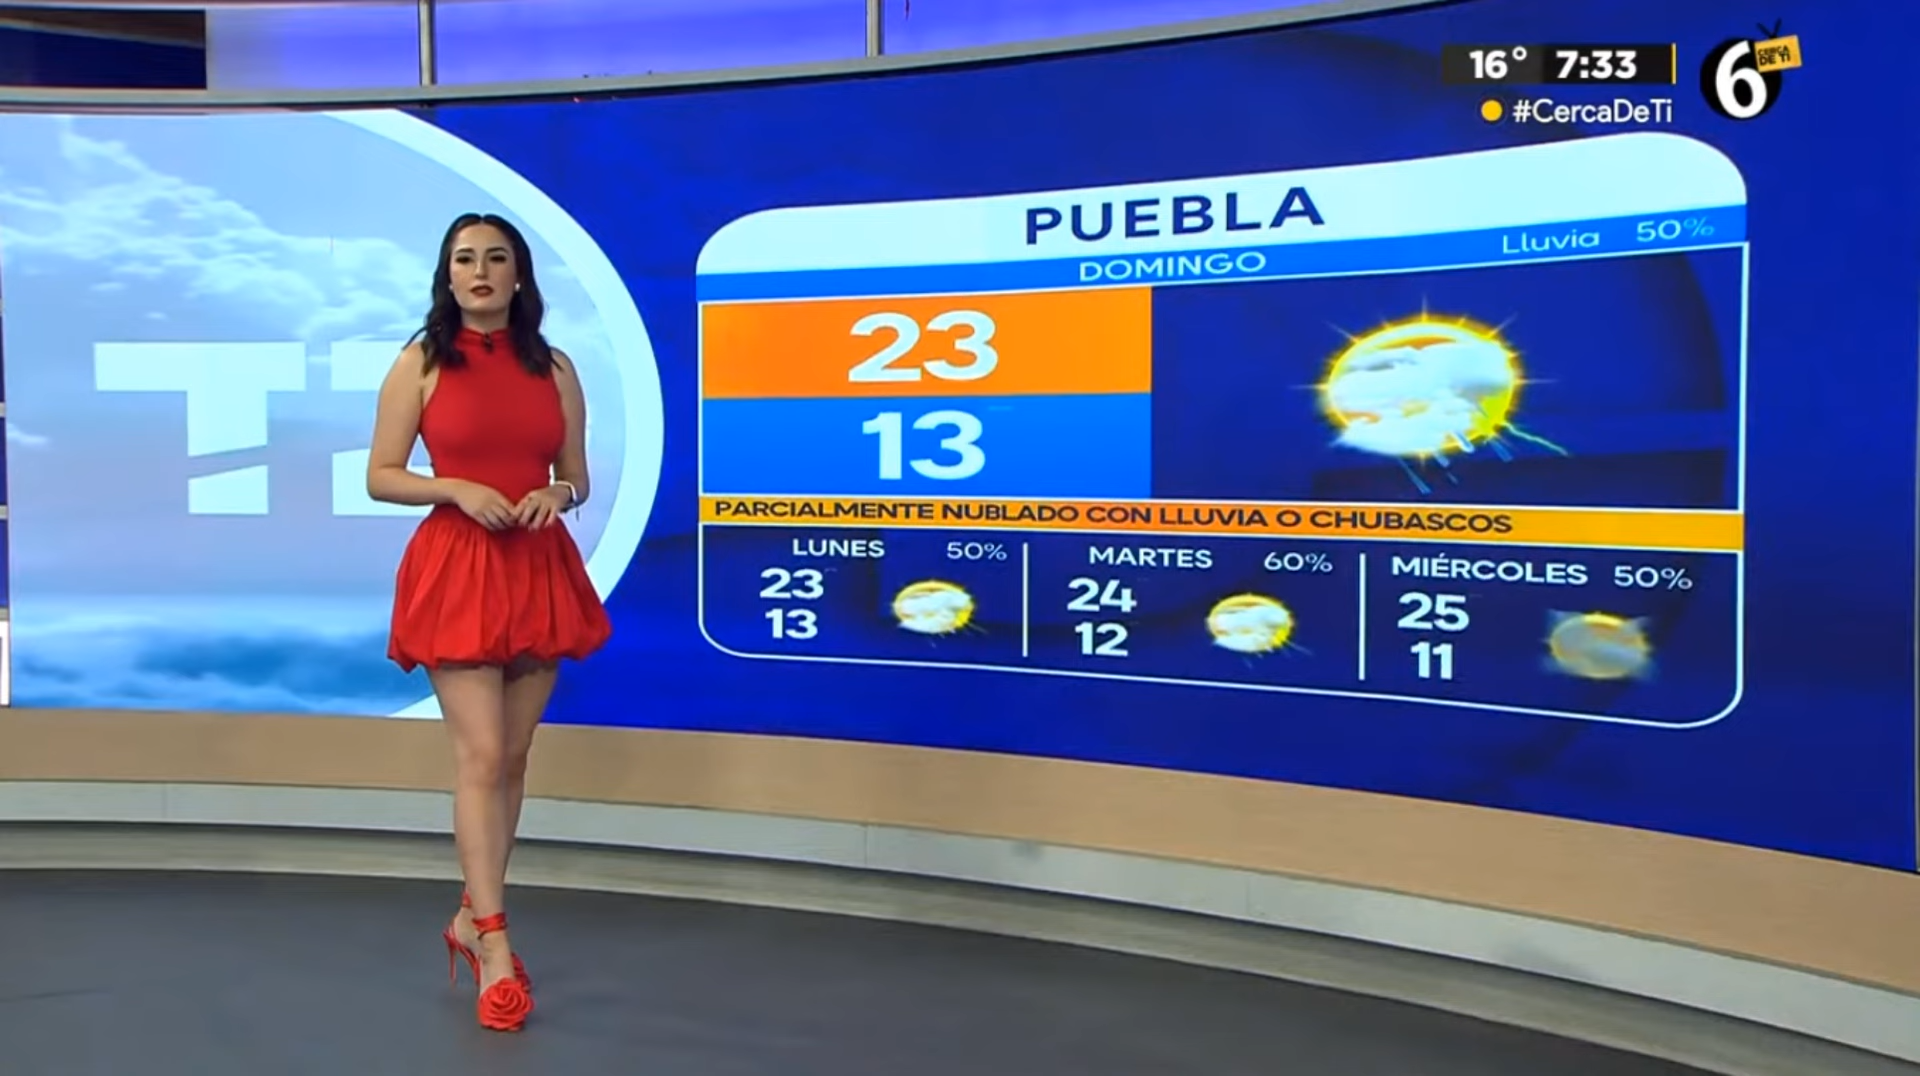 16° 7:33
6 CERCA DE TI
#CercaDeTi
PUEBLA
DOMINGO
Lluvia 50%
23
13
PARCIALMENTE NUBLADO CON LLUVIA O CHUBASCOS
LUNES 50%
23
13
MARTES 60%
24
12
MIÉRCOLES 50%
25
11